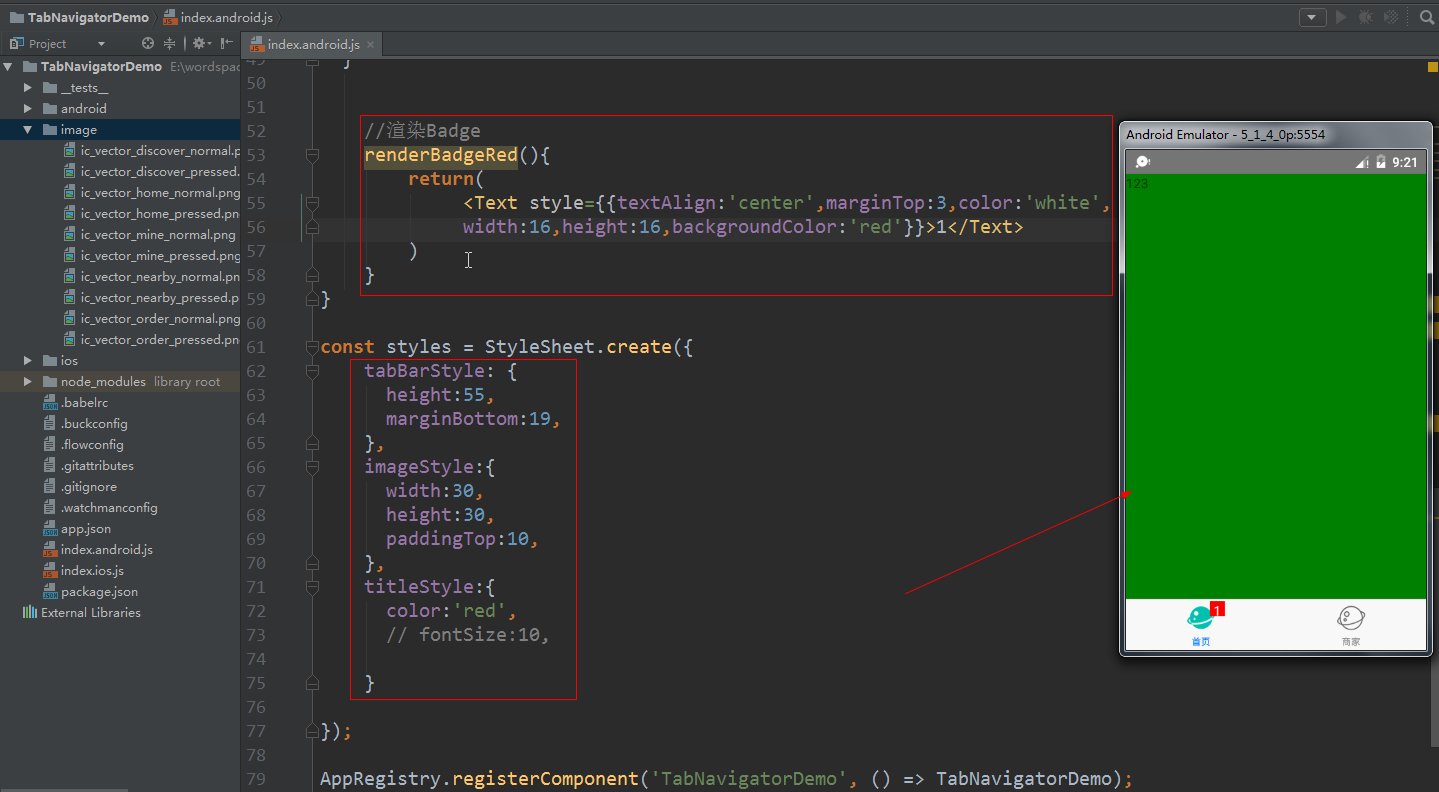 TabNavigatorDemo index.android.js
Project
index.android.js
TabNavigatorDemo E:\wordspac
__tests__
android
image
ic_vector_discover_normal.p
ic_vector_discover_pressed.
ic_vector_home_normal.png
ic_vector_home_pressed.png
ic_vector_mine_normal.png
ic_vector_mine_pressed.png
ic_vector_nearby_normal.pn
ic_vector_nearby_pressed.p
ic_vector_order_normal.png
ic_vector_order_pressed.pn
ios
node_modules library root
.babelrc
.buckconfig
.flowconfig
.gitattributes
.gitignore
.watchmanconfig
app.json
index.android.js
index.ios.js
package.json
External Libraries
49 }
50
51
52 //渲染Badge
53 renderBadgeRed(){
54 return(
55 <Text style={{textAlign:'center',marginTop:3,color:'white',
56 width:16,height:16,backgroundColor:'red'}}>1</Text>
57 )
58 }
59 }
60
61 const styles = StyleSheet.create({
62 tabBarStyle: {
63 height:55,
64 marginBottom:19,
65 },
66 imageStyle:{
67 width:30,
68 height:30,
69 paddingTop:10,
70 },
71 titleStyle:{
72 color:'red',
73 // fontSize:10,
74
75 }
76
77 });
78
79 AppRegistry.registerComponent('TabNavigatorDemo', () => TabNavigatorDemo);
Android Emulator - 5_1_4_0p:5554
9:21
123
1
首页 商家